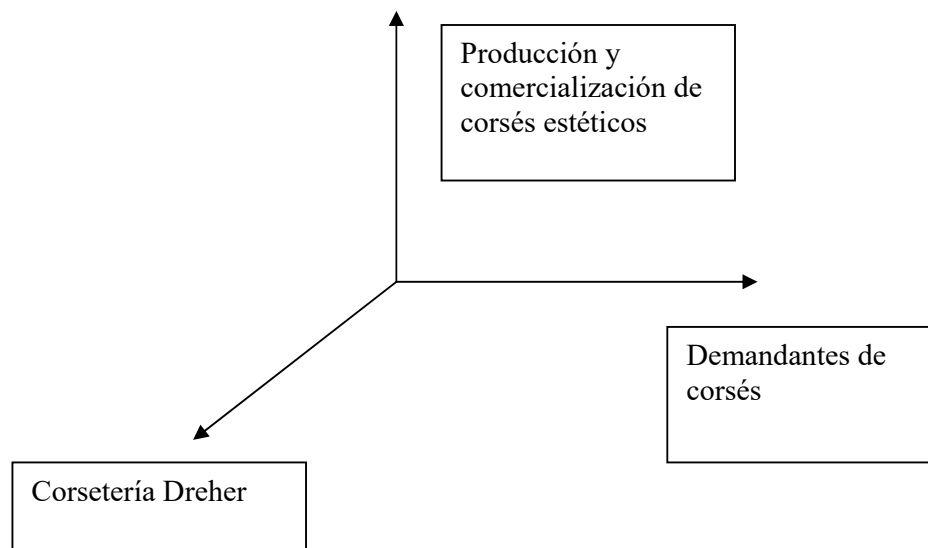 Producción y
comercialización de
corsés estéticos
Demandantes de
corsés
Corsetería Dreher